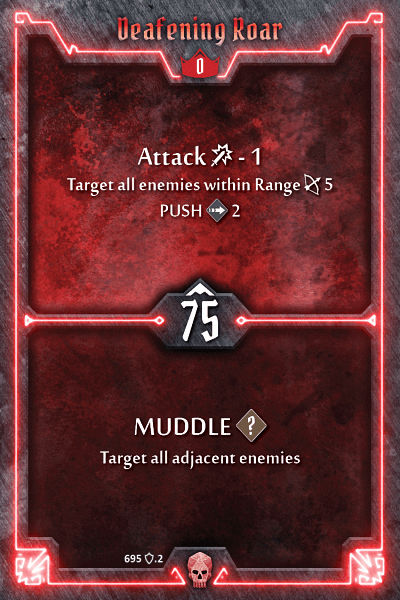 Deafening Roar
0
Attack - 1
Target all enemies within Range 5
PUSH 2
75
MUDDLE ?
Target all adjacent enemies
695 .2